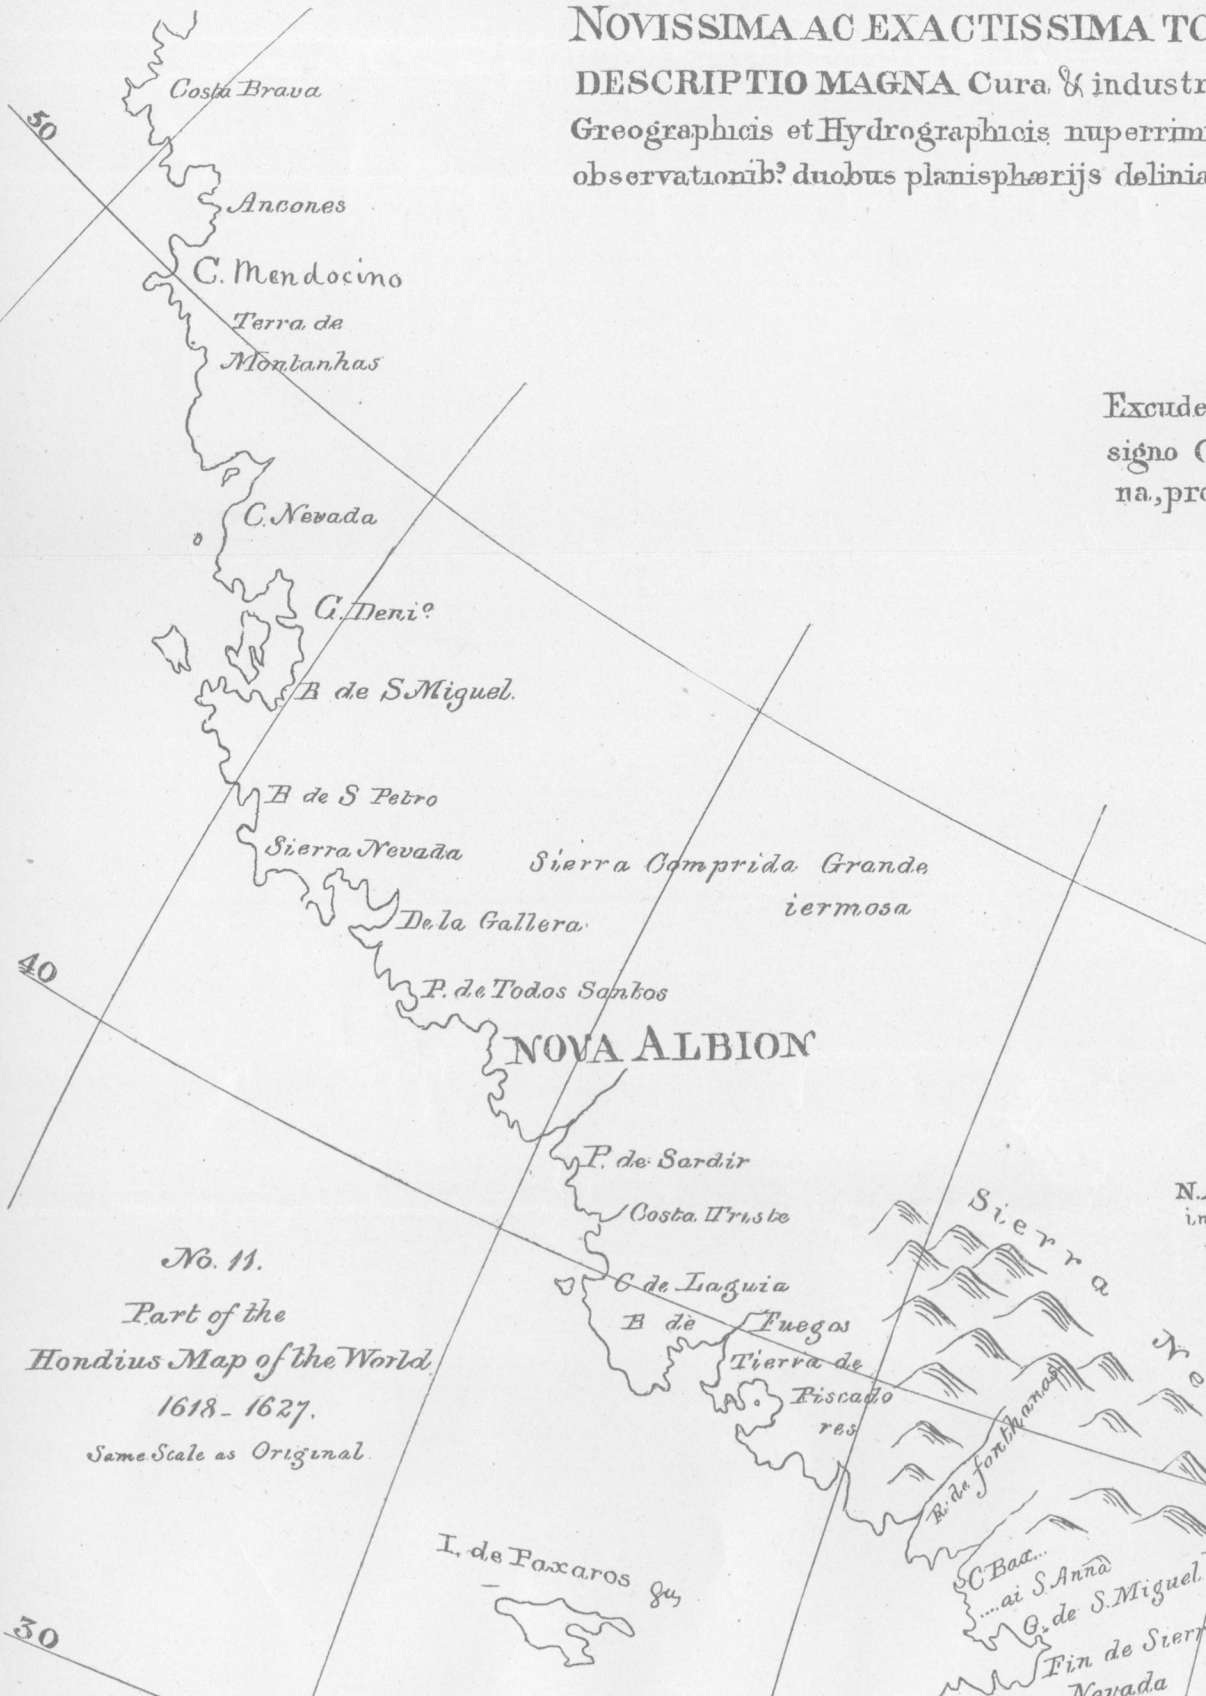 NOVISSIMA AC EXACTISSIMA TO
DESCRIPTIO MAGNA Cura & industr
Greographicis et Hydrographicis nuperrim
observationib? duobus planisphærijs delinia
Costa Brava
50
Ancones
C. Mendocino
Terra de
Montanhas
Excude
signo C
na, pro
C. Nevada
G. Deni.º
B de S Miguel.
B de S Petro
Sierra Nevada
Sierra Comprida Grande
iermosa
De la Gallera
40
P. de Todos Santos
NOVA ALBION
P. de Sardir
Costa Triste
N.
in
Sierra
Ne
C de Laguia
B de Fuegos
Tierra de
Piscado
res
No. 11.
Part of the
Hondius Map of the World
1618-1627.
Same Scale as Original.
R. de fonthanas
I. de Paxaros
C Bax...
....ai S. Anna
G. de S. Miguel
Fin de Sierr
Nevada
30